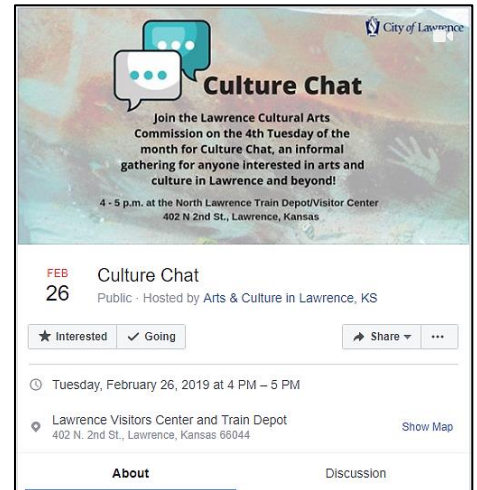 City of Lawrence
Culture Chat
Join the Lawrence Cultural Arts
Commission on the 4th Tuesday of the
month for Culture Chat, an informal
gathering for anyone interested in arts and
culture in Lawrence and beyond!
4 - 5 p.m. at the North Lawrence Train Depot/Visitor Center
402 N 2nd St., Lawrence, Kansas
FEB
26
Culture Chat
Public · Hosted by Arts & Culture in Lawrence, KS
Interested Going Share ...
Tuesday, February 26, 2019 at 4 PM – 5 PM
Lawrence Visitors Center and Train Depot
402 N. 2nd St., Lawrence, Kansas 66044
Show Map
About Discussion